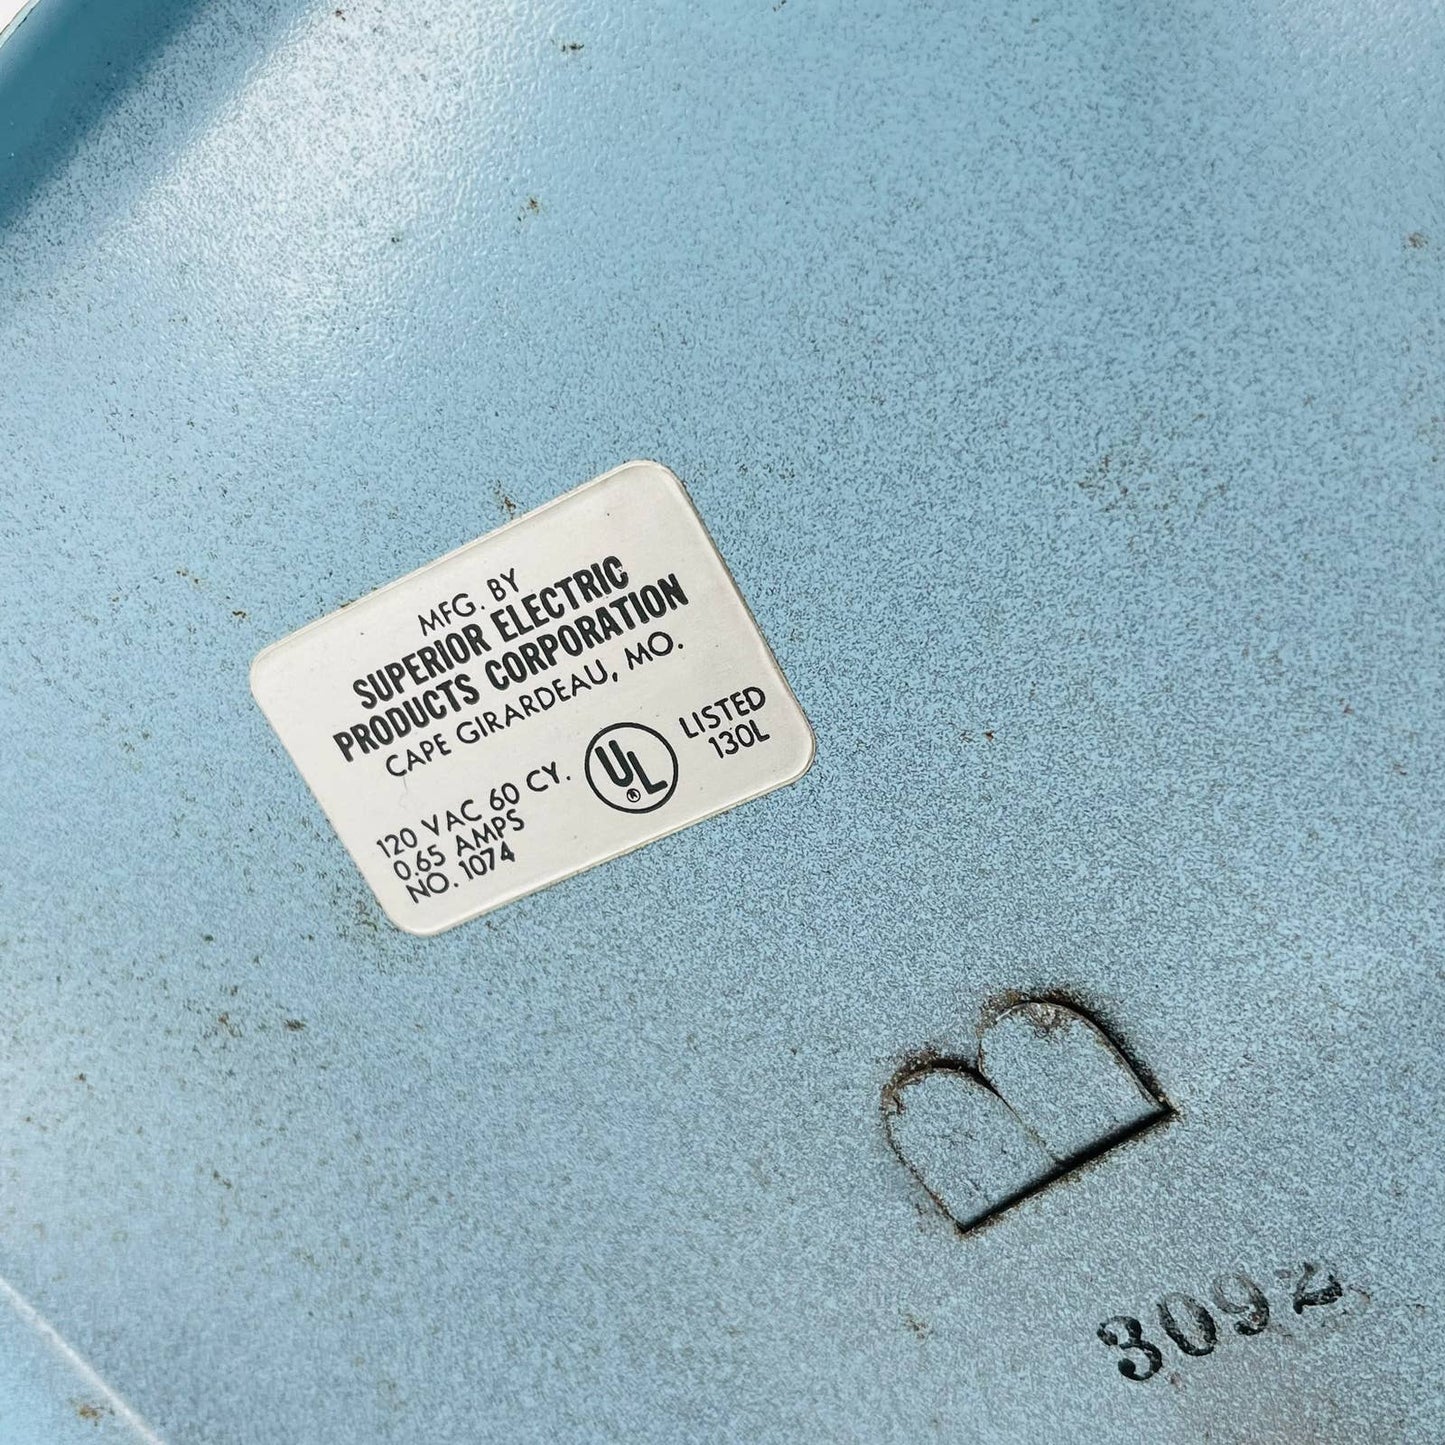 MFG. BY
SUPERIOR ELECTRIC
PRODUCTS CORPORATION
CAPE GIRARDEAU, MO.
120 VAC 60 CY.
0.65 AMPS
NO. 1074
UL
®
LISTED
130L
B
3092